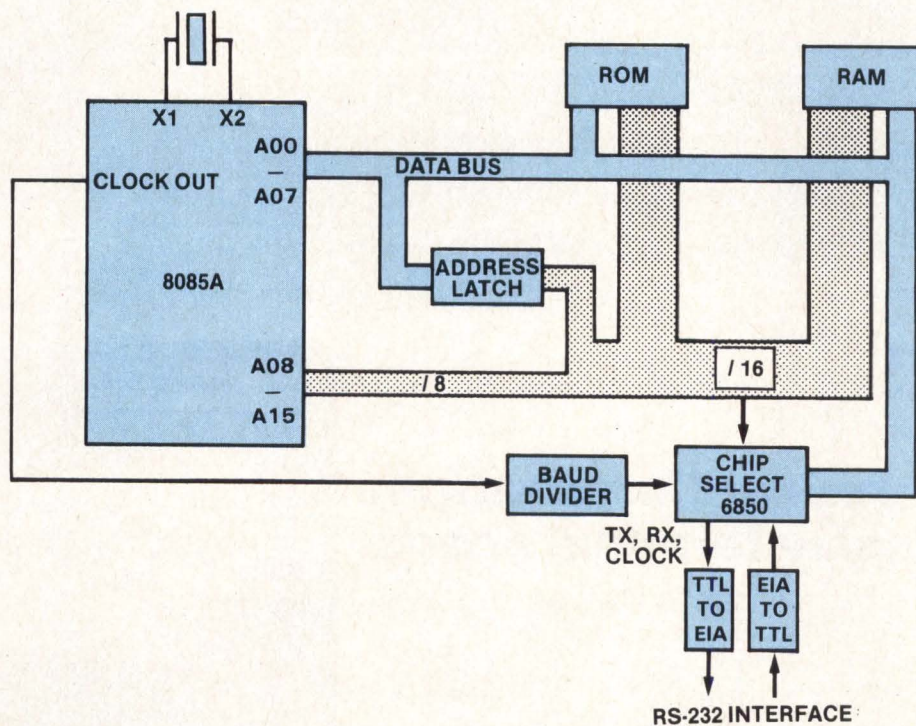 ROM
RAM
X1 X2
A00
–
A07
CLOCK OUT
DATA BUS
8085A
ADDRESS
LATCH
A08
–
A15
/ 8
/ 16
BAUD
DIVIDER
CHIP
SELECT
6850
TX, RX,
CLOCK
TTL
TO
EIA
EIA
TO
TTL
RS-232 INTERFACE